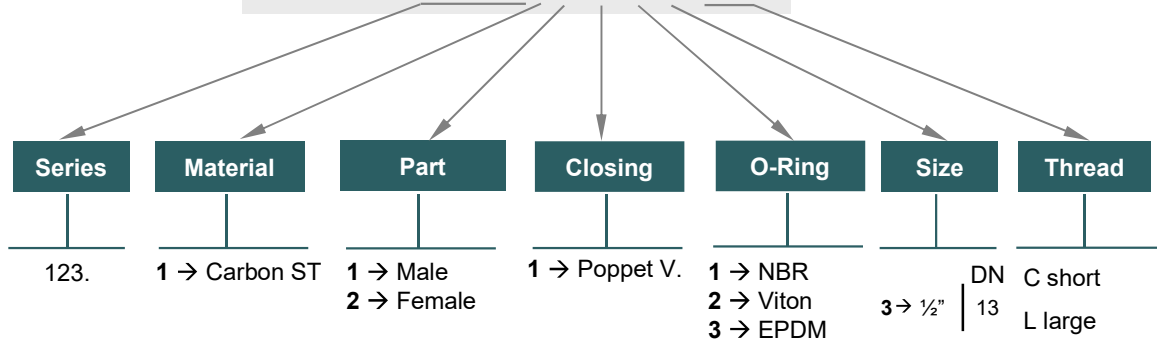 Series Material Part Closing O-Ring Size Thread
123. 1 → Carbon ST 1 → Male 1 → Poppet V. 1 → NBR DN C short
2 → Female 2 → Viton 3 → ½” 13
3 → EPDM L large